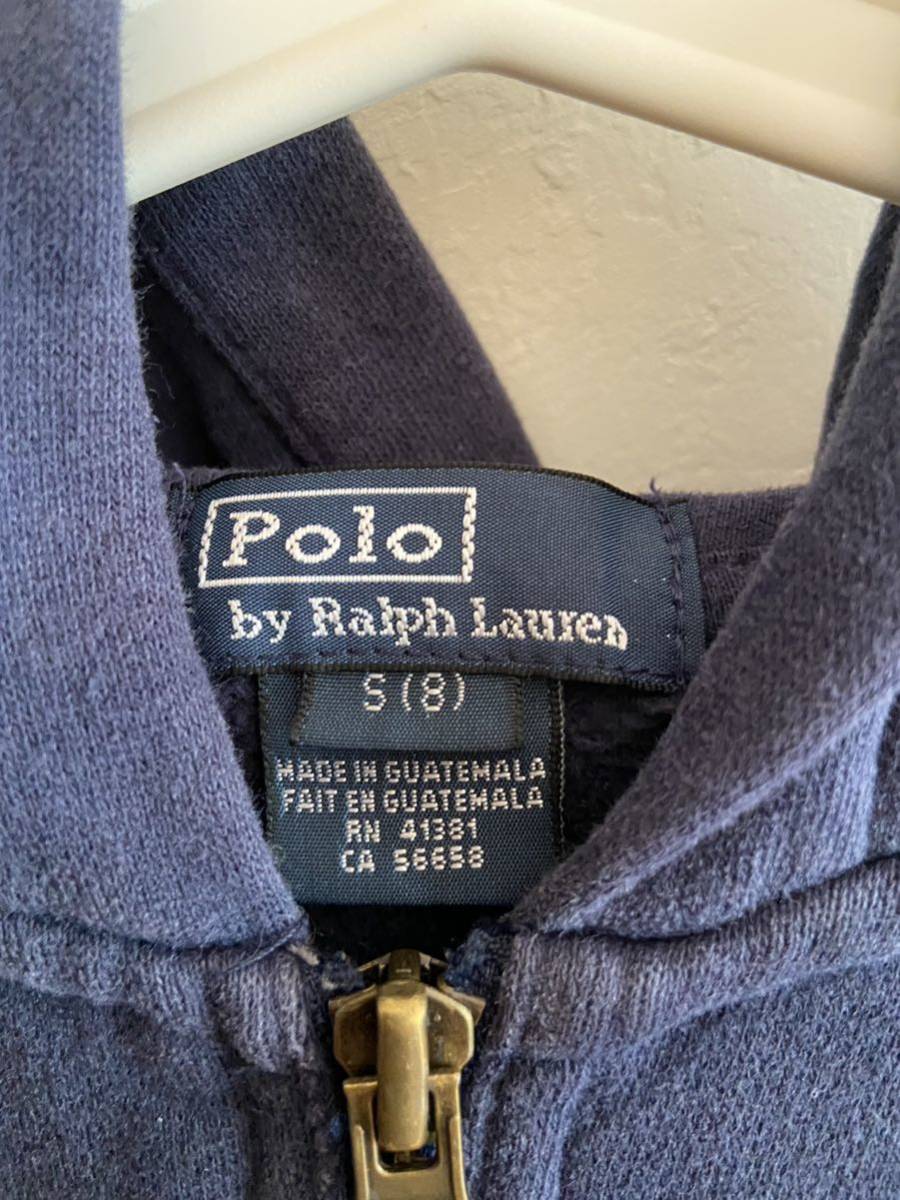 Polo
by Ralph Lauren
S (8)
MADE IN GUATEMALA
FAIT EN GUATEMALA
RN 41381
CA 56658